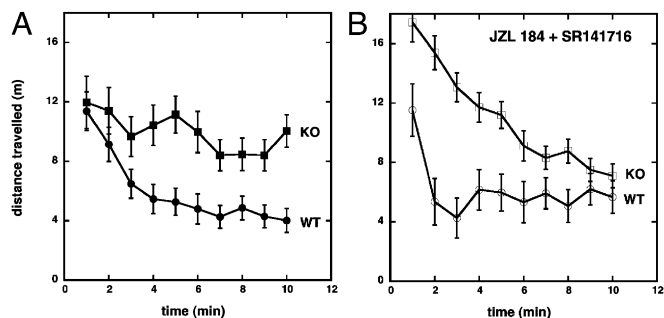 A
B
JZL 184 + SR141716
16
12
8
4
0
distance travelled (m)
KO
WT
0 2 4 6 8 10 12
time (min)
16
12
8
4
0
KO
WT
0 2 4 6 8 10 12
time (min)